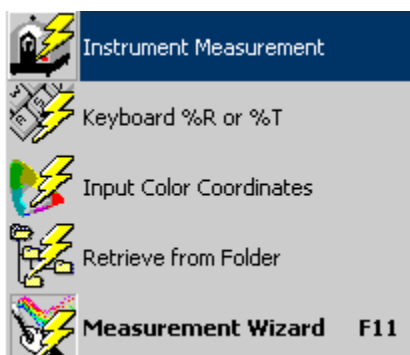 Instrument Measurement
Keyboard %R or %T
Input Color Coordinates
Retrieve from Folder
Measurement Wizard F11